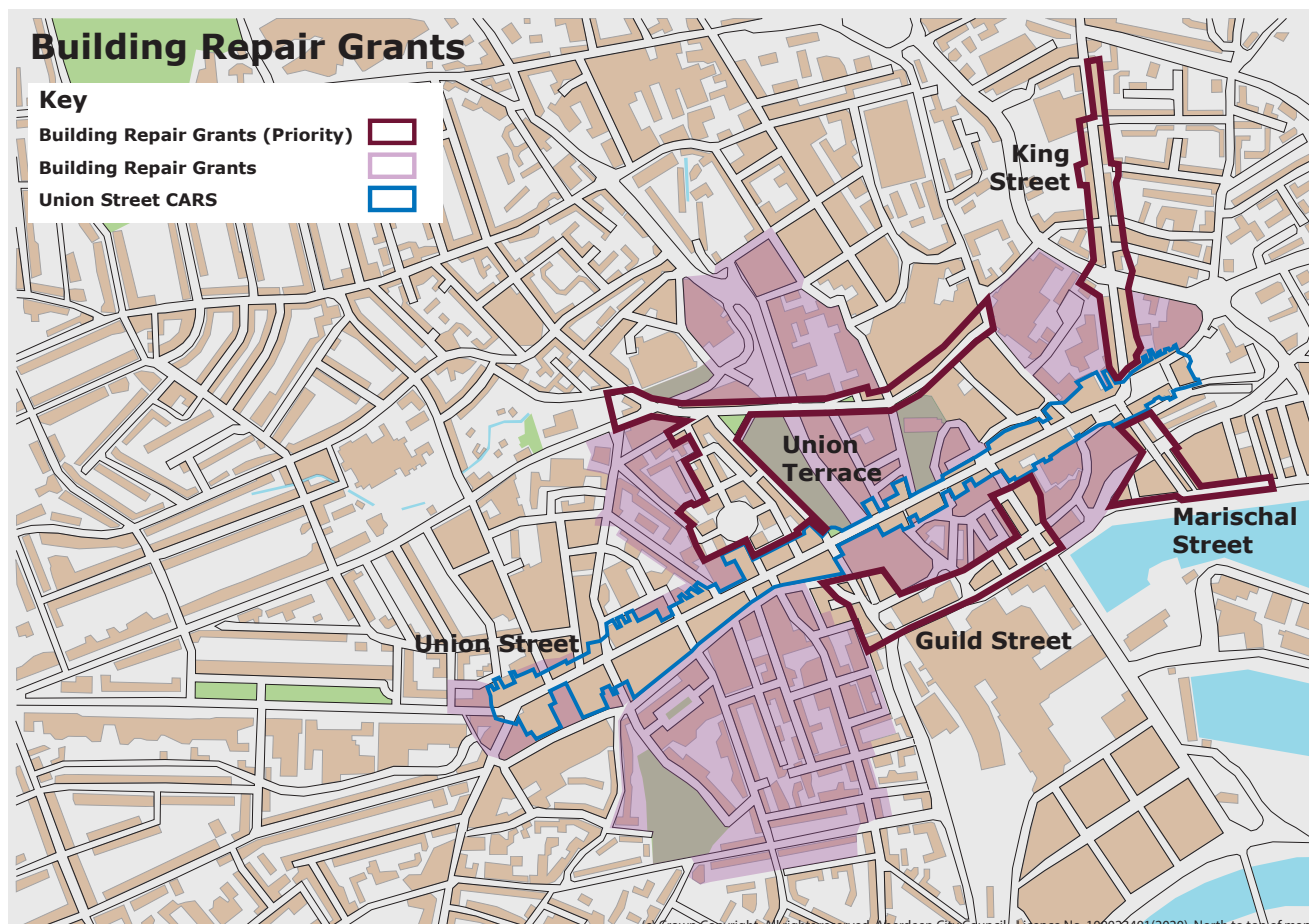 Building Repair Grants
Key
Building Repair Grants (Priority)
Building Repair Grants
Union Street CARS
King
Street
Union
Terrace
Marischal
Street
Union Street
Guild Street